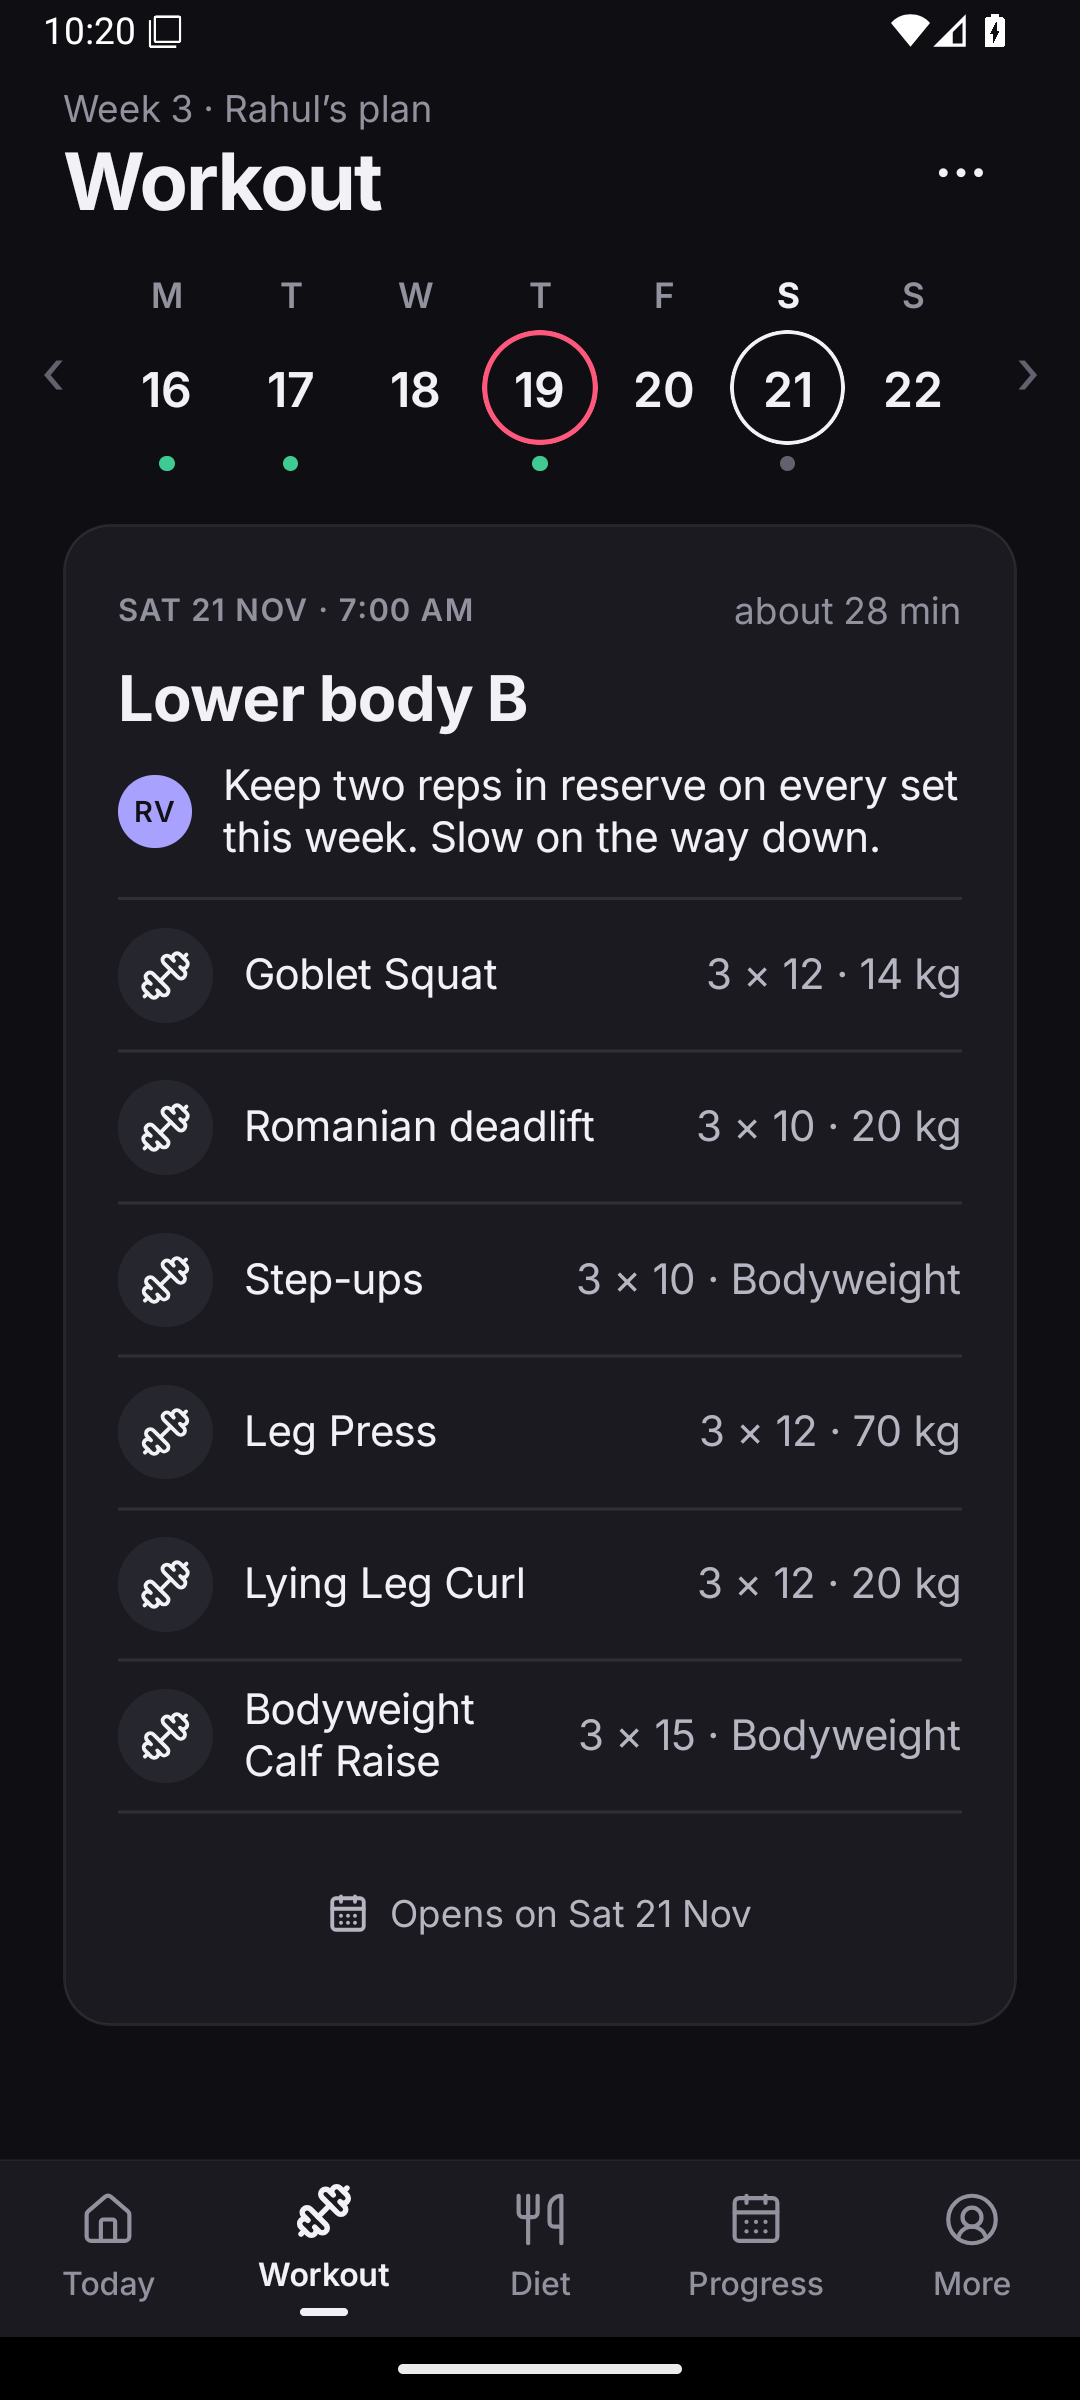 10:20
Week 3 · Rahul’s plan
Workout
M T W T F S S
16 17 18 19 20 21 22
SAT 21 NOV · 7:00 AM about 28 min
Lower body B
RV
Keep two reps in reserve on every set
this week. Slow on the way down.
Goblet Squat 3 × 12 · 14 kg
Romanian deadlift 3 × 10 · 20 kg
Step-ups 3 × 10 · Bodyweight
Leg Press 3 × 12 · 70 kg
Lying Leg Curl 3 × 12 · 20 kg
Bodyweight
Calf Raise 3 × 15 · Bodyweight
Opens on Sat 21 Nov
Today Workout Diet Progress More